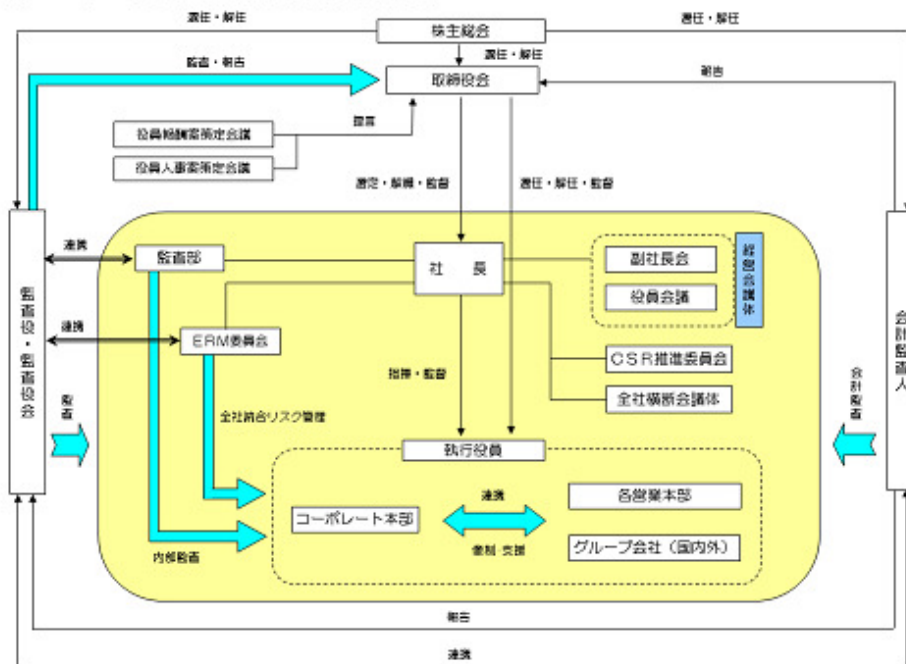 選任・解任
株主総会
選任・解任
選任・解任
監査・報告
取締役会
報告
提言
役員報酬案策定会議
役員人事案策定会議
選定・解職・監督
選任・解任・監督
連携
監査部
社 長
副社長会
役員会議
経営会議体
監査役・監査役会
連携
ERM委員会
CSR推進委員会
全社横断会議体
会計監査人
指揮・監督
監査
会計監査
全社統合リスク管理
執行役員
コーポレート本部
連携
各営業本部
牽制·支援
グループ会社(国内外)
内部監査
報告
連携